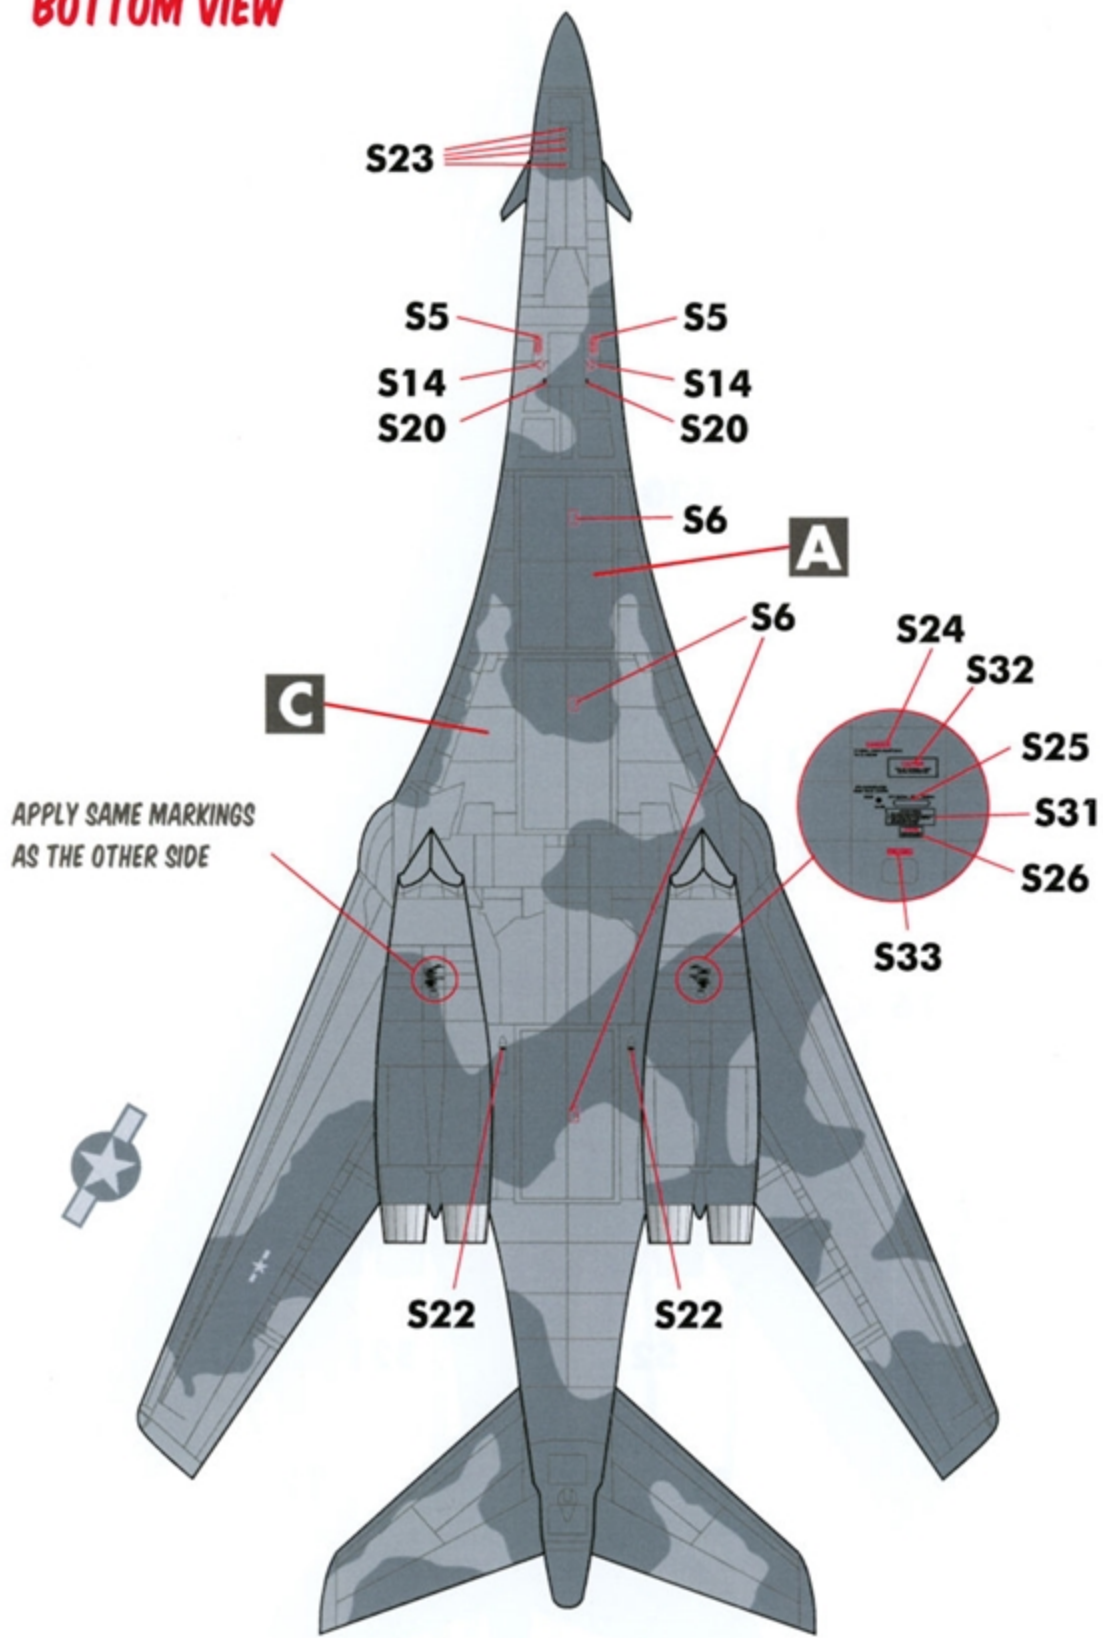 BOTTOM VIEW
S23
S5
S5
S14
S14
S20
S20
S6
A
S6
S24
C
S32
S25
APPLY SAME MARKINGS
AS THE OTHER SIDE
S31
S26
S33
S22
S22